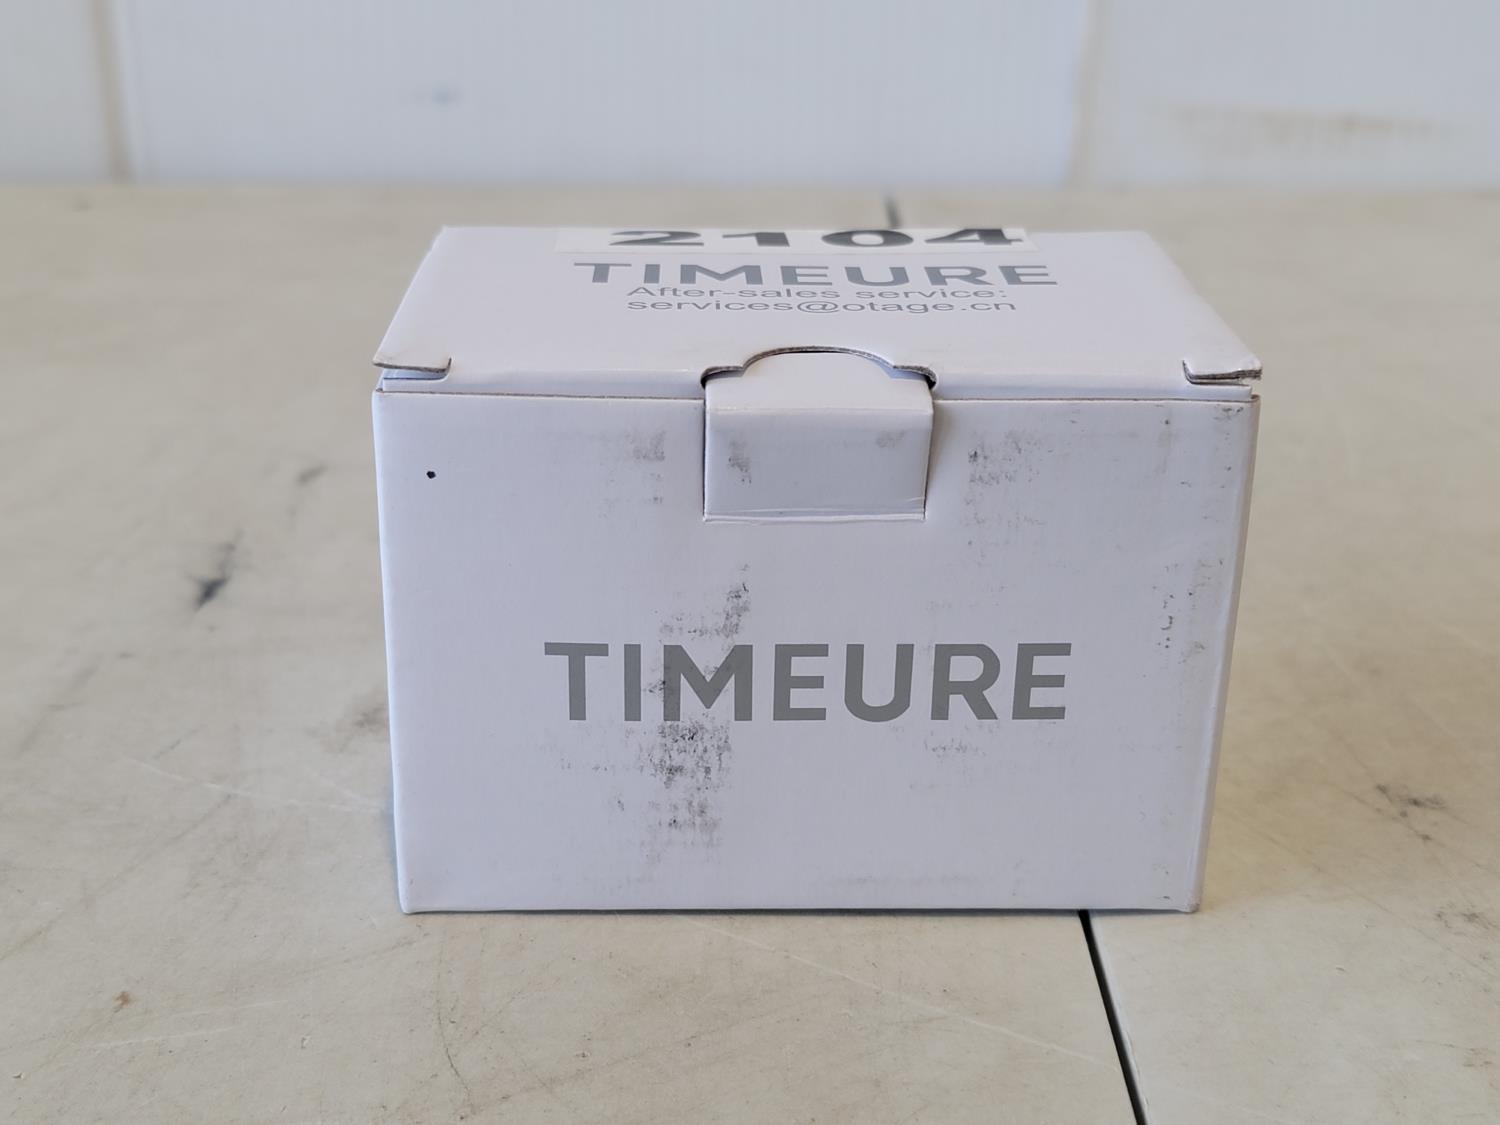 2104
TIMEURE
After-sales service:
services@otage.cn
TIMEURE